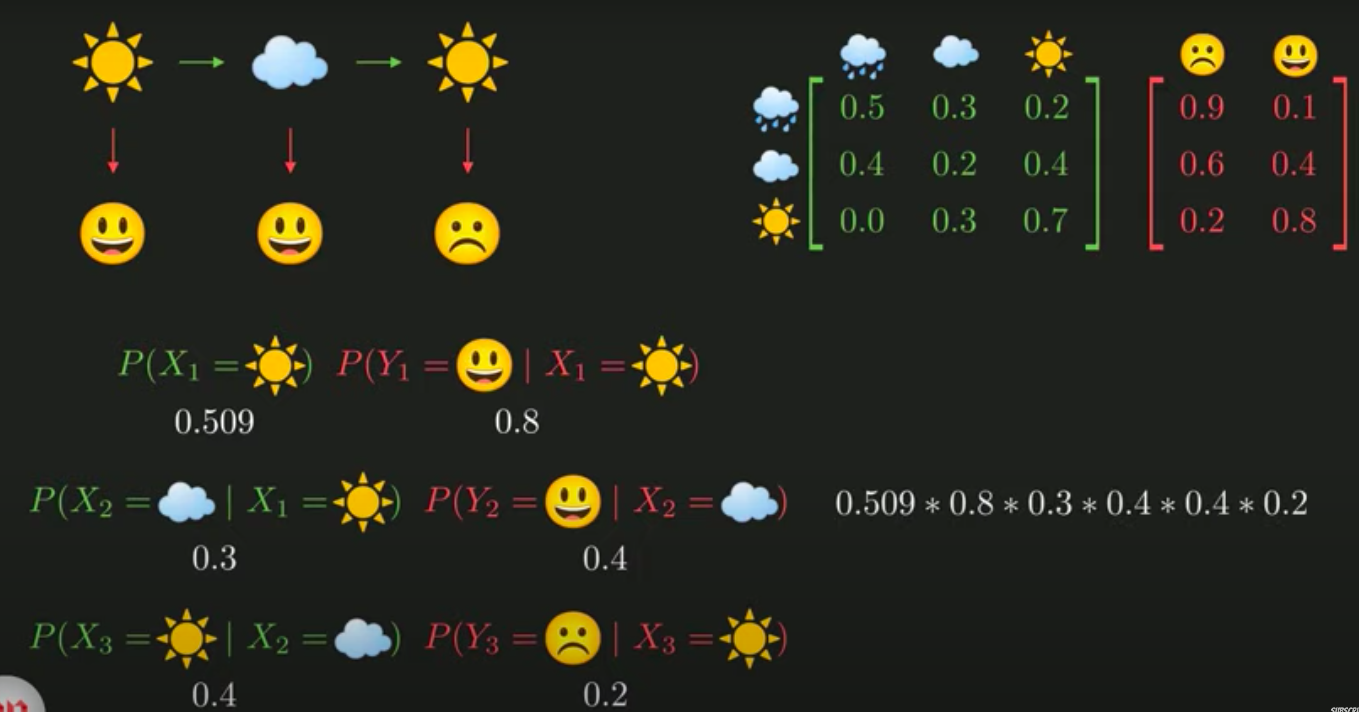 0.5 0.3 0.2
0.4 0.2 0.4
0.0 0.3 0.7
0.9 0.1
0.6 0.4
0.2 0.8
P(X₁ =☀️) P(Y₁ =😃 | X₁ =☀️)
0.509 0.8
P(X₂ =☁️ | X₁ =☀️) P(Y₂ =😃 | X₂ =☁️)
0.3 0.4
0.509 ∗ 0.8 ∗ 0.3 ∗ 0.4 ∗ 0.4 ∗ 0.2
P(X₃ =☀️ | X₂ =☁️) P(Y₃ =☹️ | X₃ =☀️)
0.4 0.2